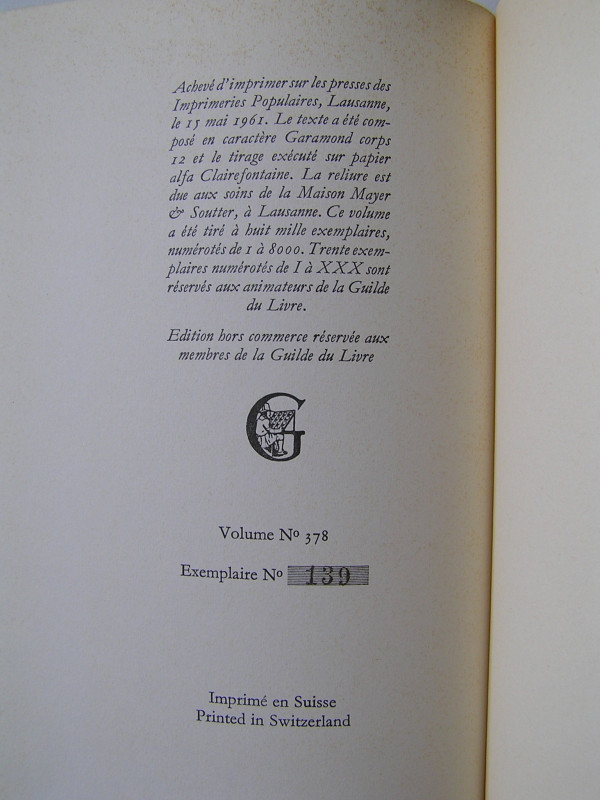 Achevé d'imprimer sur les presses des
Imprimeries Populaires, Lausanne,
le 15 mai 1961. Le texte a été com-
posé en caractère Garamond corps
12 et le tirage exécuté sur papier
alfa Clairefontaine. La reliure est
due aux soins de la Maison Mayer
& Soutter, à Lausanne. Ce volume
a été tiré à huit mille exemplaires,
numérotés de 1 à 8000. Trente exem-
plaires numérotés de I à XXX sont
réservés aux animateurs de la Guilde
du Livre.
Edition hors commerce réservée aux
membres de la Guilde du Livre
G
Volume No 378
Exemplaire No 139
Imprimé en Suisse
Printed in Switzerland